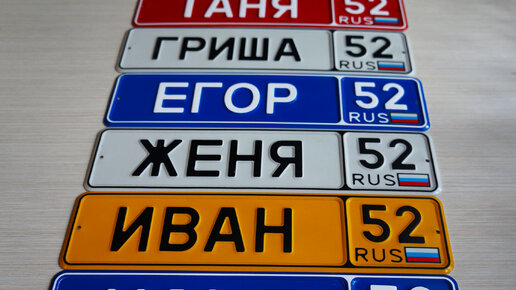 ТАНЯ 52 RUS
ГРИША 52 RUS
ЕГОР 52 RUS
ЖЕНЯ 52 RUS
ИВАН 52 RUS